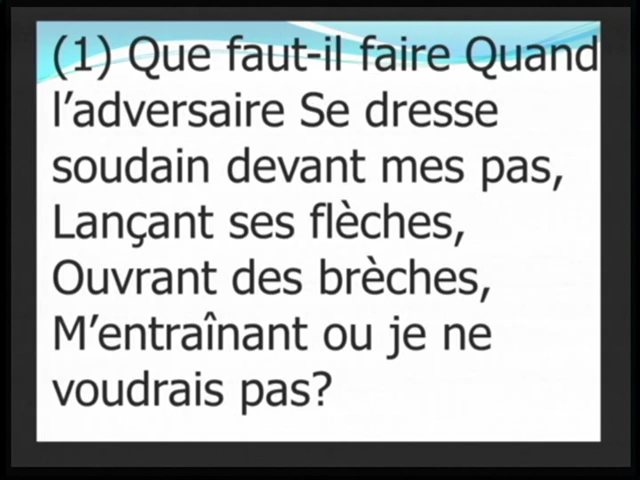 (1) Que faut-il faire Quand
l’adversaire Se dresse
soudain devant mes pas,
Lançant ses flèches,
Ouvrant des brèches,
M’entraînant ou je ne
voudrais pas?